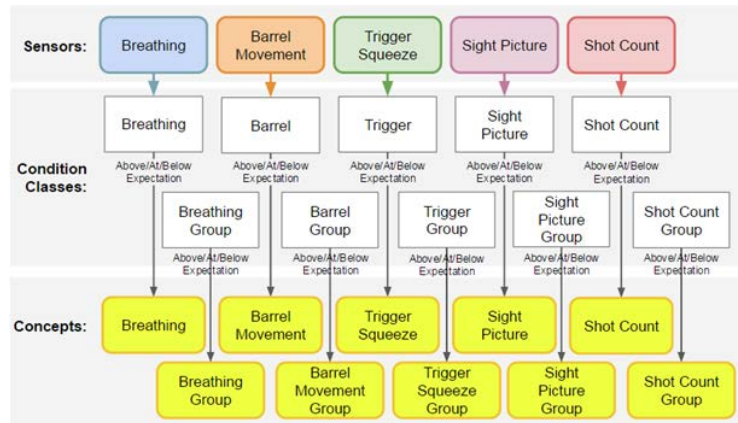 Sensors:
Breathing
Barrel
Movement
Trigger
Squeeze
Sight Picture
Shot Count
Condition
Classes:
Breathing
Barrel
Trigger
Sight
Picture
Shot Count
Above/At/Below
Expectation
Above/At/Below
Expectation
Above/At/Below
Expectation
Above/At/Below
Expectation
Above/At/Below
Expectation
Breathing
Group
Barrel
Group
Trigger
Group
Sight
Picture
Group
Shot Count
Group
Above/At/Below
Expectation
Above/At/Below
Expectation
Above/At/Below
Expectation
Above/At/Below
Expectation
Above/At/Below
Expectation
Concepts:
Breathing
Barrel
Movement
Trigger
Squeeze
Sight
Picture
Shot Count
Breathing
Group
Barrel
Movement
Group
Trigger
Squeeze
Group
Sight
Picture
Group
Shot Count
Group